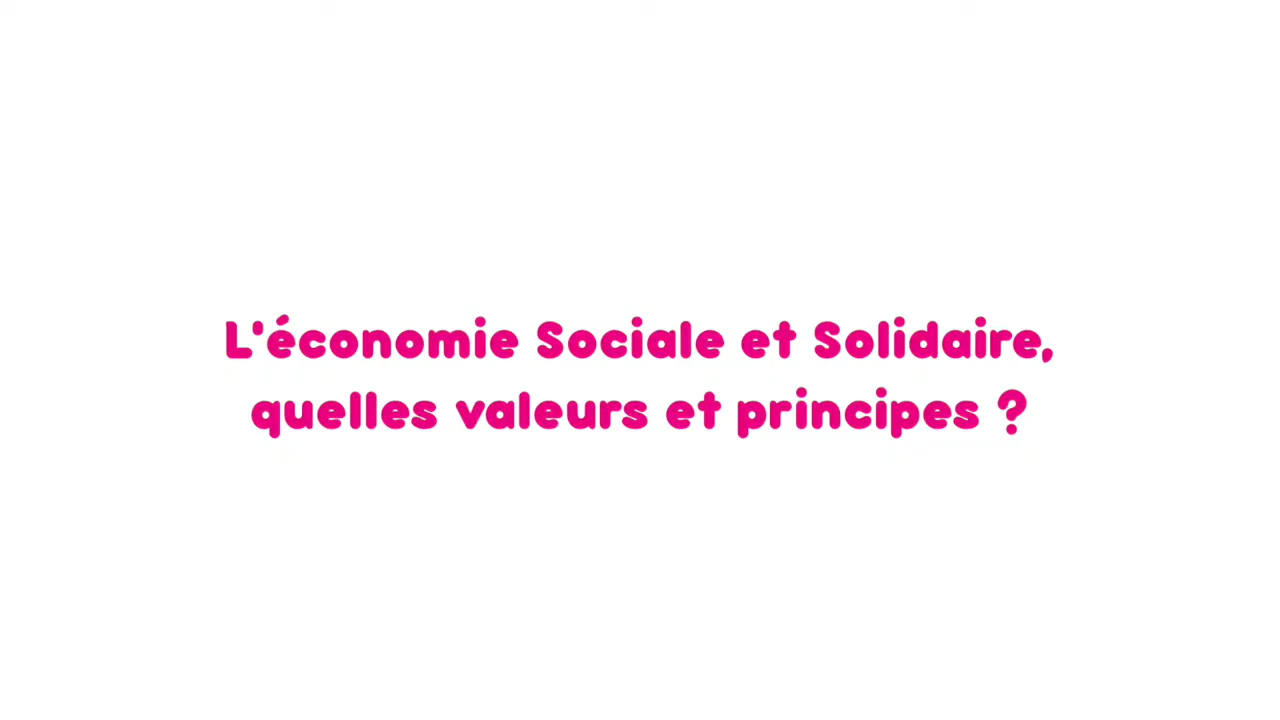 L'économie Sociale et Solidaire,
quelles valeurs et principes ?